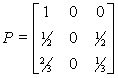 1 0 0
P = ½ 0 ½
⅔ 0 ⅓